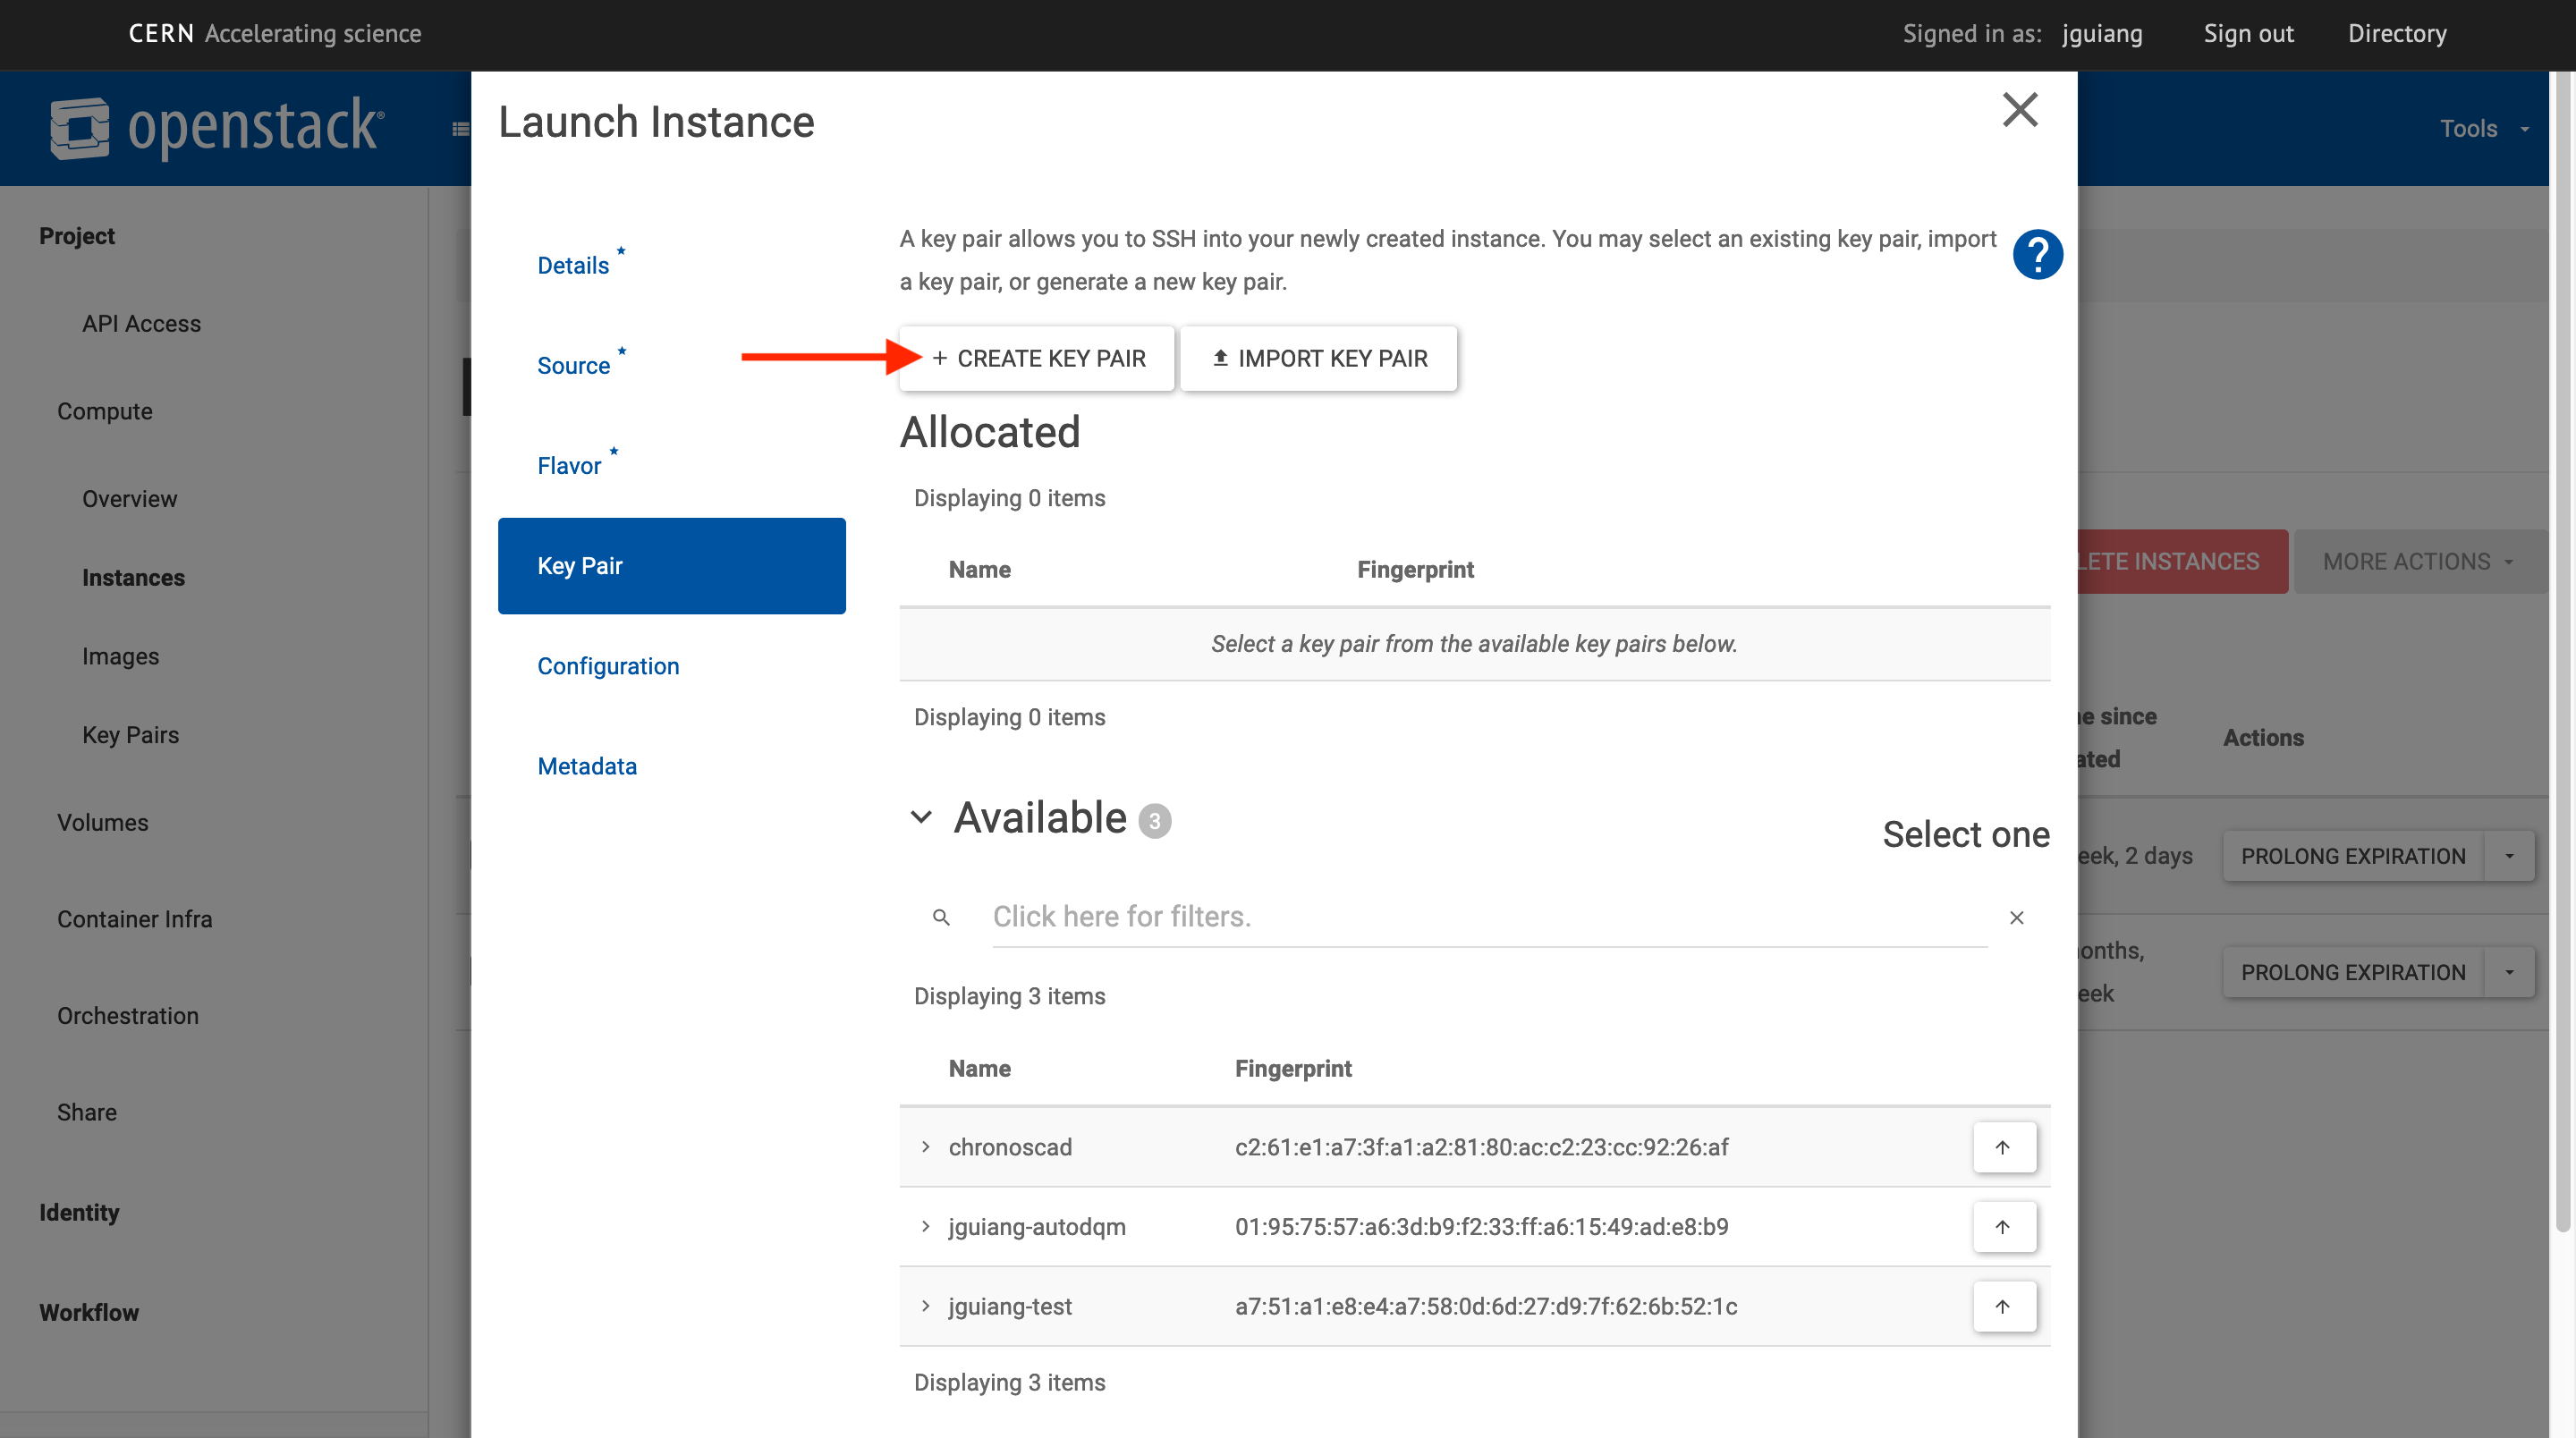 CERN Accelerating science
Signed in as: jguiang Sign out Directory
openstack
Tools
Launch Instance
Project
API Access
Compute
Overview
Instances
Images
Key Pairs
Volumes
Container Infra
Orchestration
Share
Identity
Workflow
Details *
Source *
Flavor *
Key Pair
Configuration
Metadata
A key pair allows you to SSH into your newly created instance. You may select an existing key pair, import
a key pair, or generate a new key pair.
?
+ CREATE KEY PAIR
IMPORT KEY PAIR
Allocated
Displaying 0 items
Name Fingerprint
Select a key pair from the available key pairs below.
Displaying 0 items
Available 3
Select one
Click here for filters.
Displaying 3 items
Name Fingerprint
chronoscad c2:61:e1:a7:3f:a1:a2:81:80:ac:c2:23:cc:92:26:af
jguiang-autodqm 01:95:75:57:a6:3d:b9:f2:33:ff:a6:15:49:ad:e8:b9
jguiang-test a7:51:a1:e8:e4:a7:58:0d:6d:27:d9:7f:62:6b:52:1c
Displaying 3 items
LETE INSTANCES
MORE ACTIONS
e since
ated
Actions
eek, 2 days
PROLONG EXPIRATION
onths,
eek
PROLONG EXPIRATION